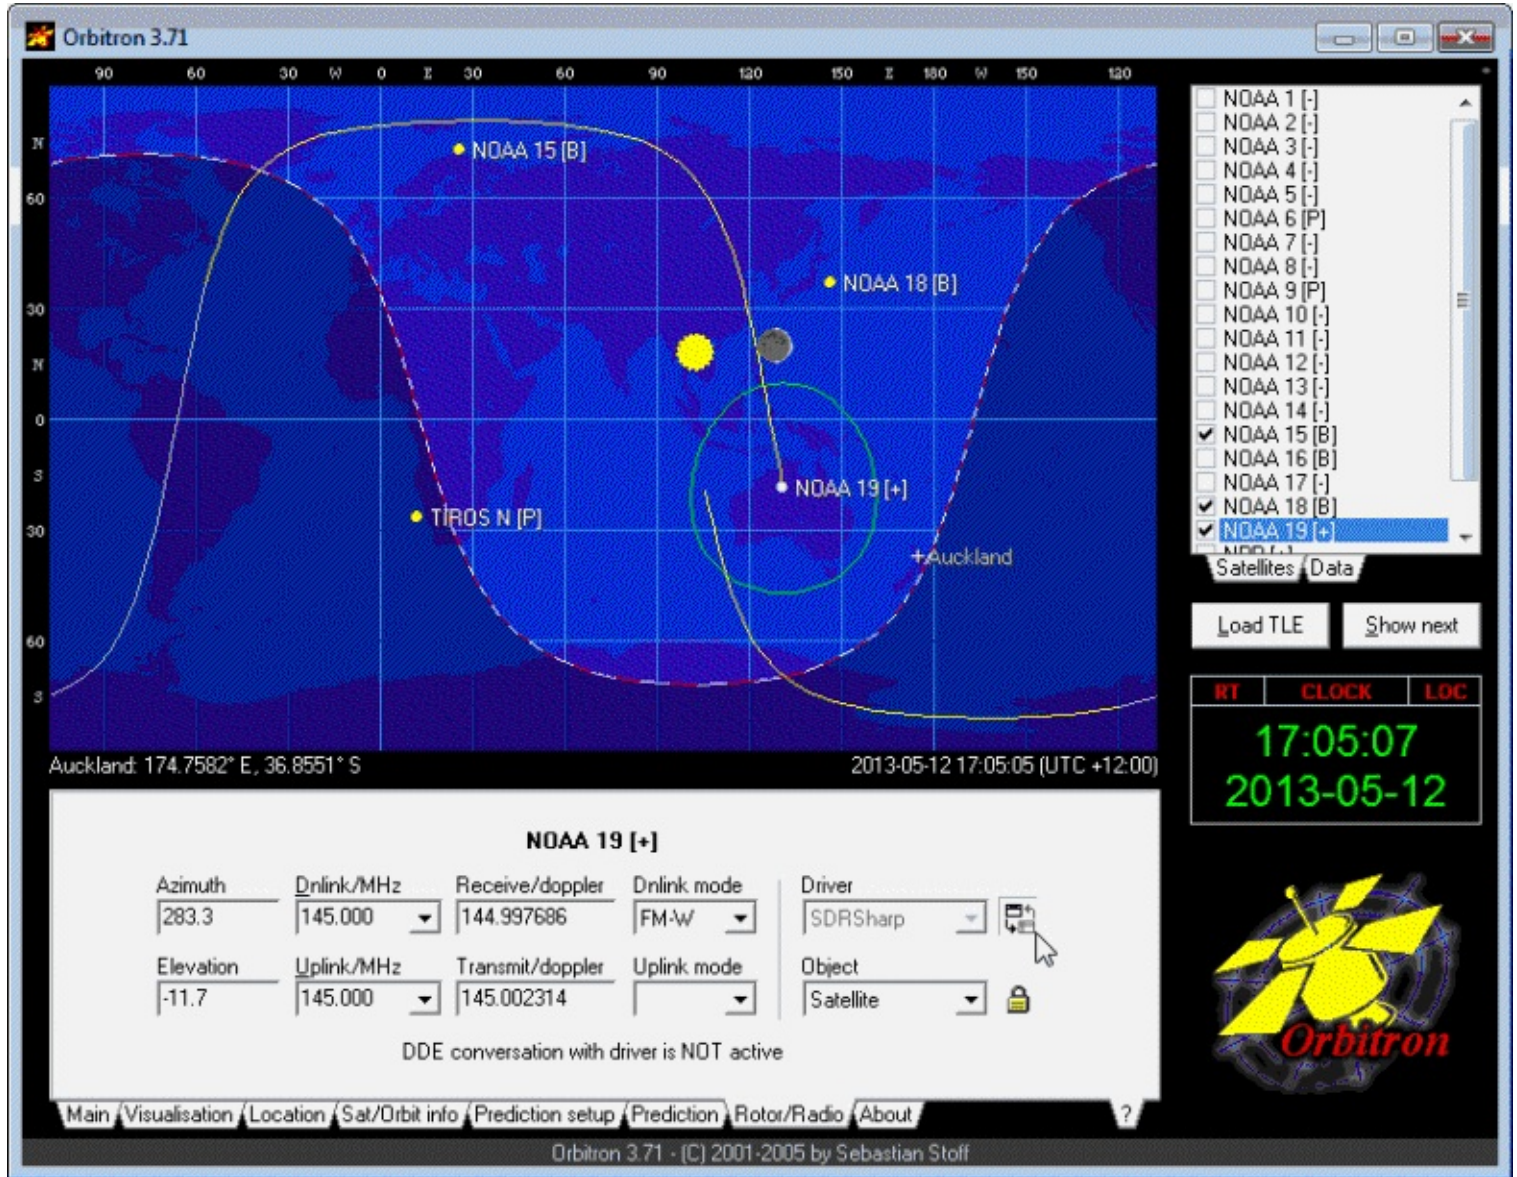 Orbitron 3.71
90 60 30 W 0 E 30 60 90 120 150 E 180 W 150 120
N
60
30
N
0
S
30
60
S
NOAA 15 [B]
NOAA 18 [B]
NOAA 19 [+]
TIROS N [P]
Auckland
NOAA 1 [-]
NOAA 2 [-]
NOAA 3 [-]
NOAA 4 [-]
NOAA 5 [-]
NOAA 6 [P]
NOAA 7 [-]
NOAA 8 [-]
NOAA 9 [P]
NOAA 10 [-]
NOAA 11 [-]
NOAA 12 [-]
NOAA 13 [-]
NOAA 14 [-]
NOAA 15 [B]
NOAA 16 [B]
NOAA 17 [-]
NOAA 18 [B]
NOAA 19 [+]
Satellites Data
Load TLE Show next
RT CLOCK LOC
17:05:07
2013-05-12
Auckland: 174.7582° E, 36.8551° S 2013-05-12 17:05:05 (UTC +12:00)
NOAA 19 [+]
Azimuth Dnlink/MHz Receive/doppler Dnlink mode Driver
283.3 145.000 144.997686 FM-W SDRSharp
Elevation Uplink/MHz Transmit/doppler Uplink mode Object
-11.7 145.000 145.002314 Satellite
DDE conversation with driver is NOT active
Main Visualisation Location Sat/Orbit info Prediction setup Prediction Rotor/Radio About ?
Orbitron
Orbitron 3.71 - (C) 2001-2005 by Sebastian Stoff